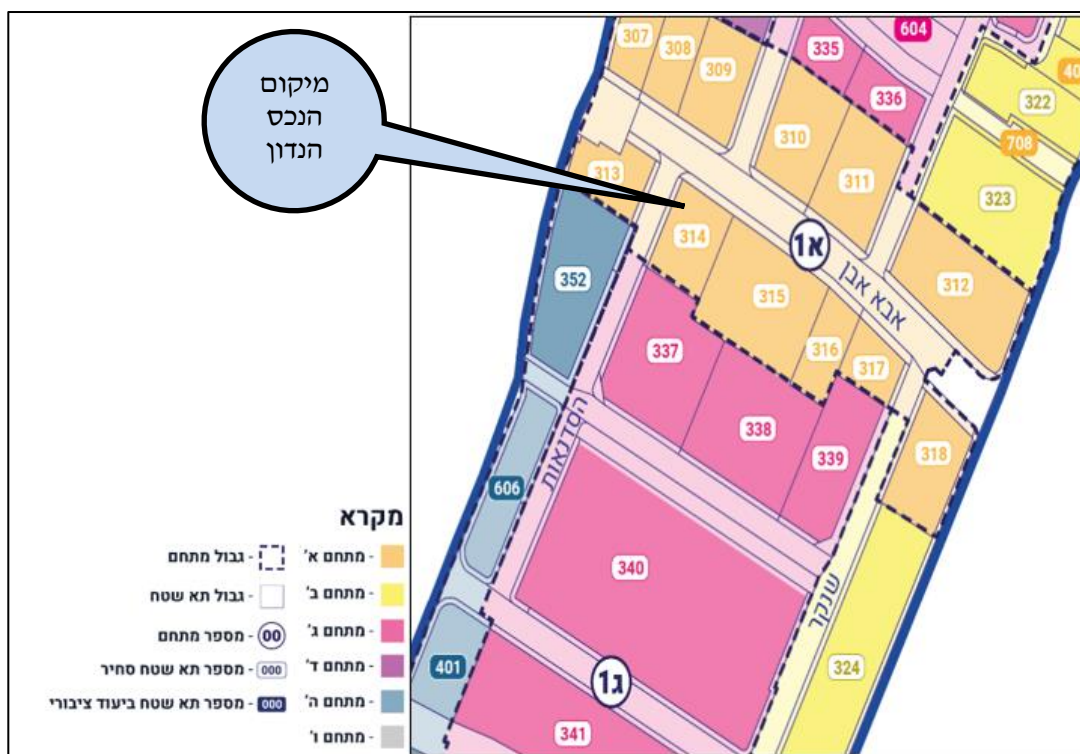 מיקום
הנכס
הנדון
307
308
309
335
604
336
322
310
708
311
323
313
314
א1
312
352
315
אבא אבן
337
316
317
הסדנאות
338
339
318
606
340
שנקר
324
401
ג1
341
מקרא
- מתחם א'
- גבול מתחם
- מתחם ב'
- גבול תא שטח
- מתחם ג'
00 - מספר מתחם
- מתחם ד'
000 - מספר תא שטח סחיר
- מתחם ה'
000 - מספר תא שטח ביעוד ציבורי
- מתחם ו'